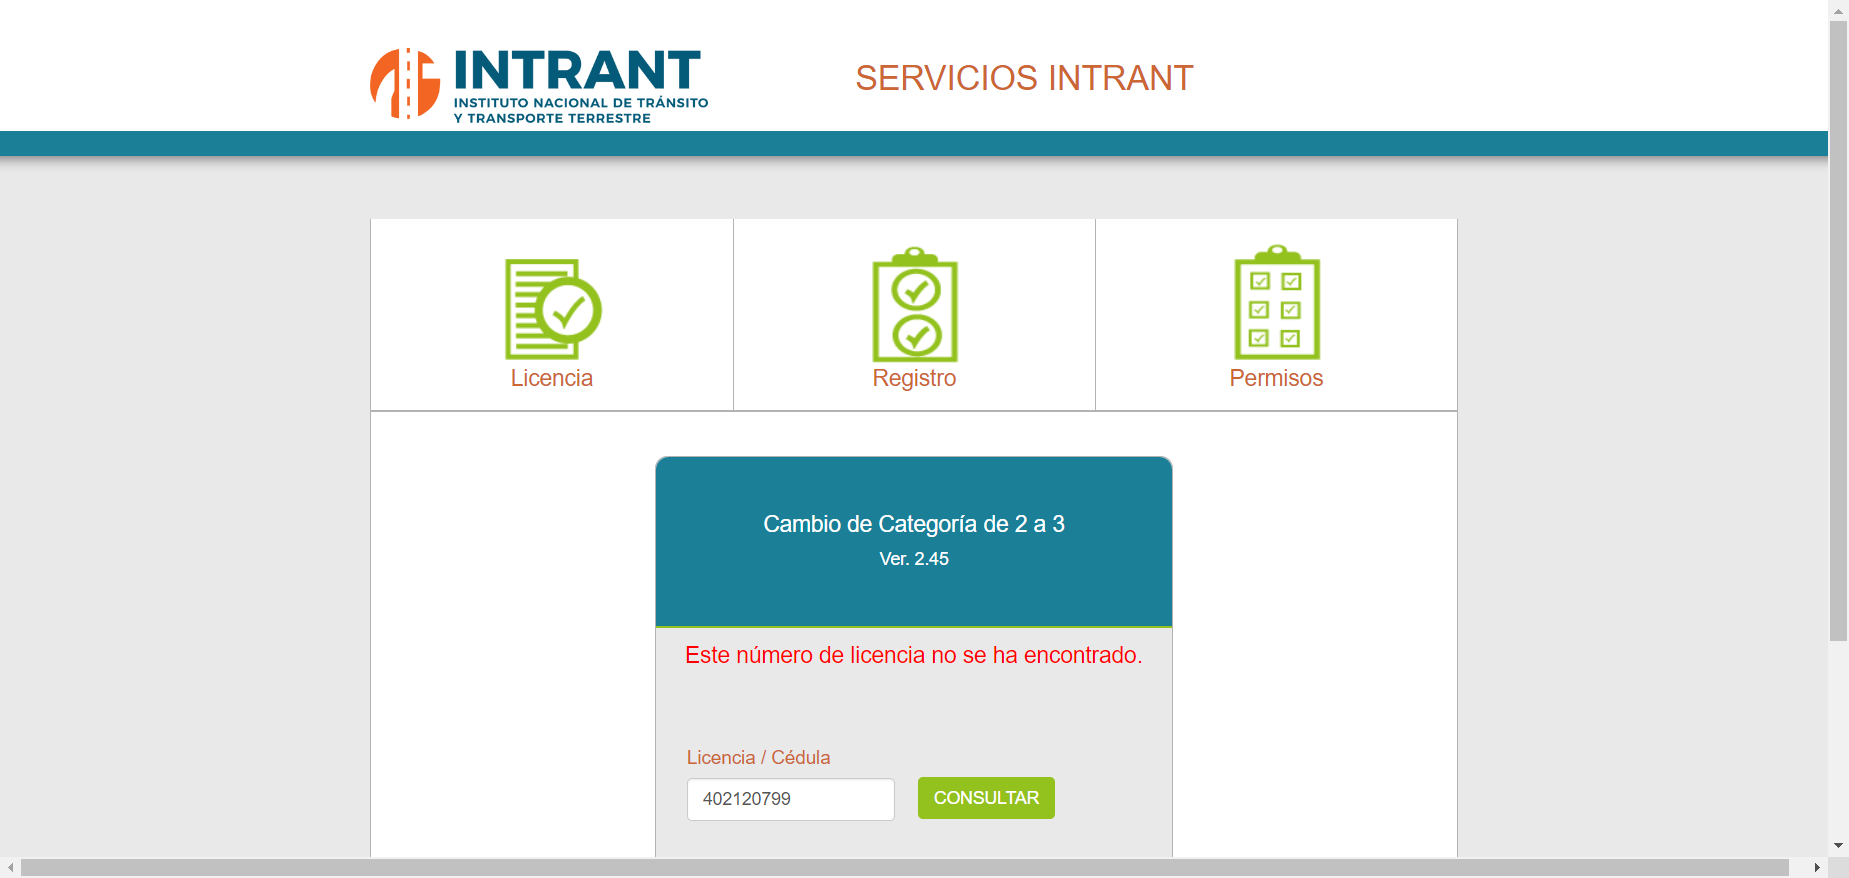 INTRANT
INSTITUTO NACIONAL DE TRÁNSITO
Y TRANSPORTE TERRESTRE
SERVICIOS INTRANT
Licencia
Registro
Permisos
Cambio de Categoría de 2 a 3
Ver. 2.45
Este número de licencia no se ha encontrado.
Licencia / Cédula
402120799
CONSULTAR